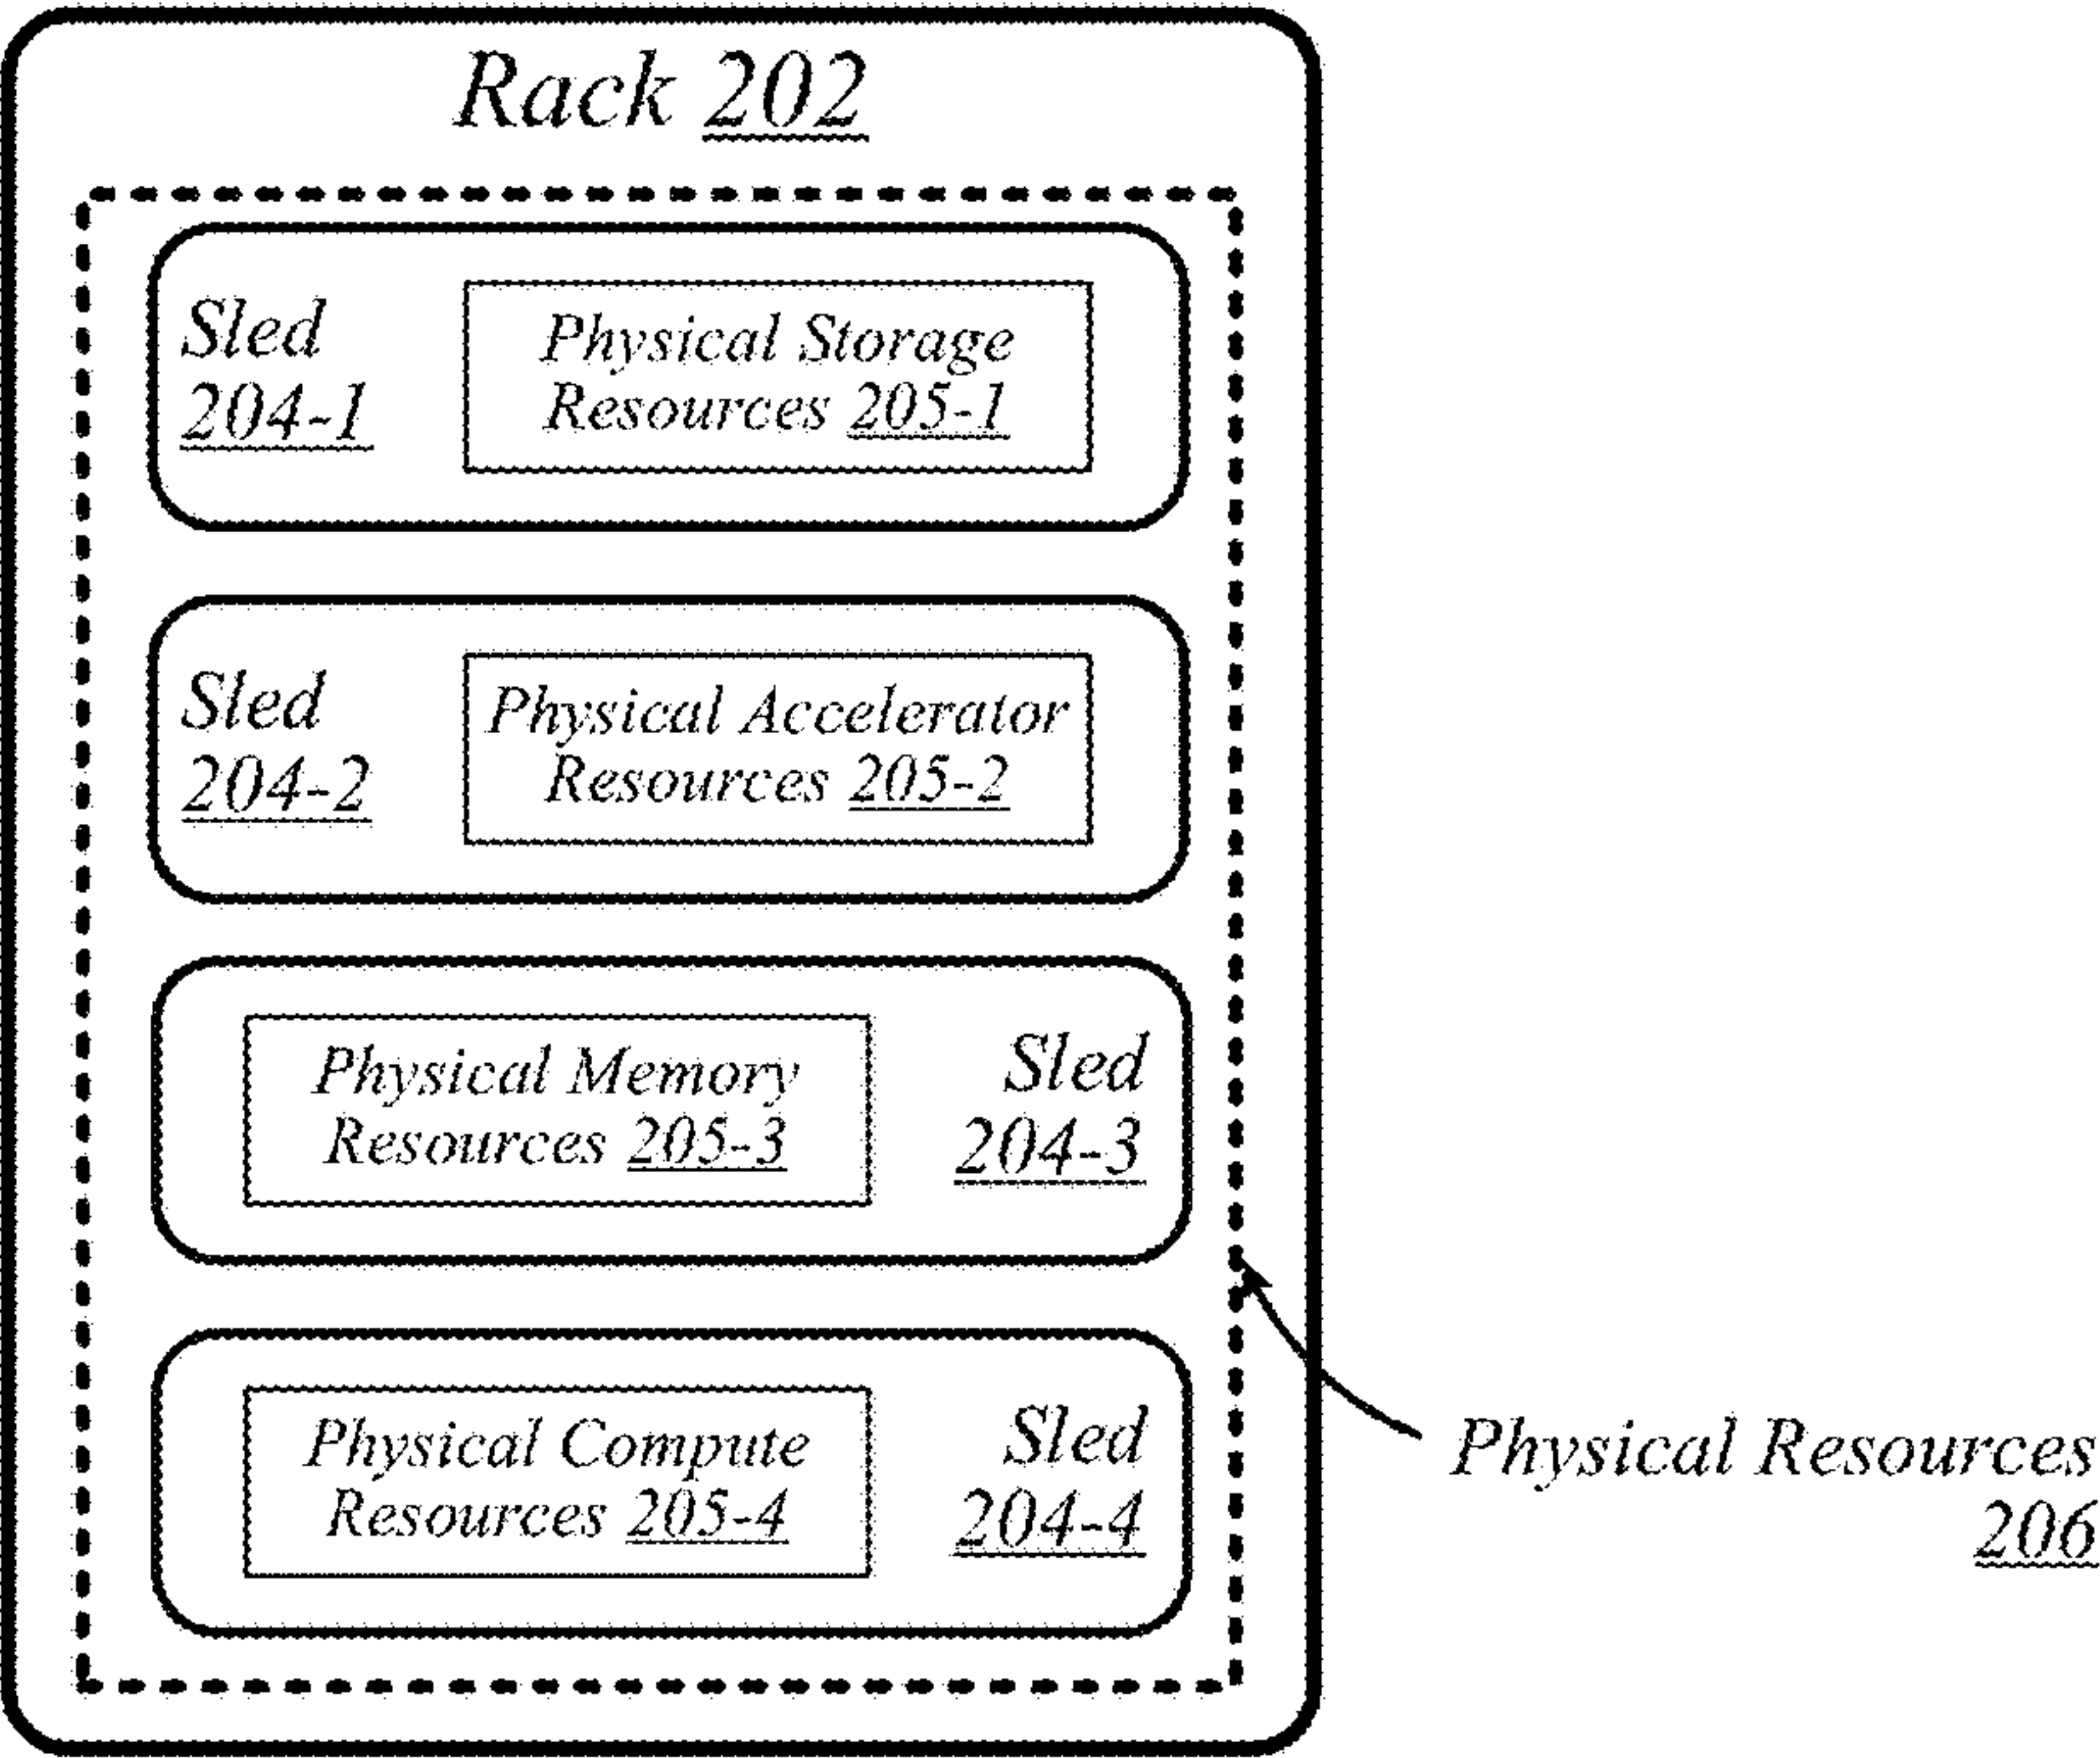 Rack 202
Sled
204-1
Physical Storage
Resources 205-1
Sled
204-2
Physical Accelerator
Resources 205-2
Physical Memory
Resources 205-3
Sled
204-3
Physical Compute
Resources 205-4
Sled
204-4
Physical Resources
206